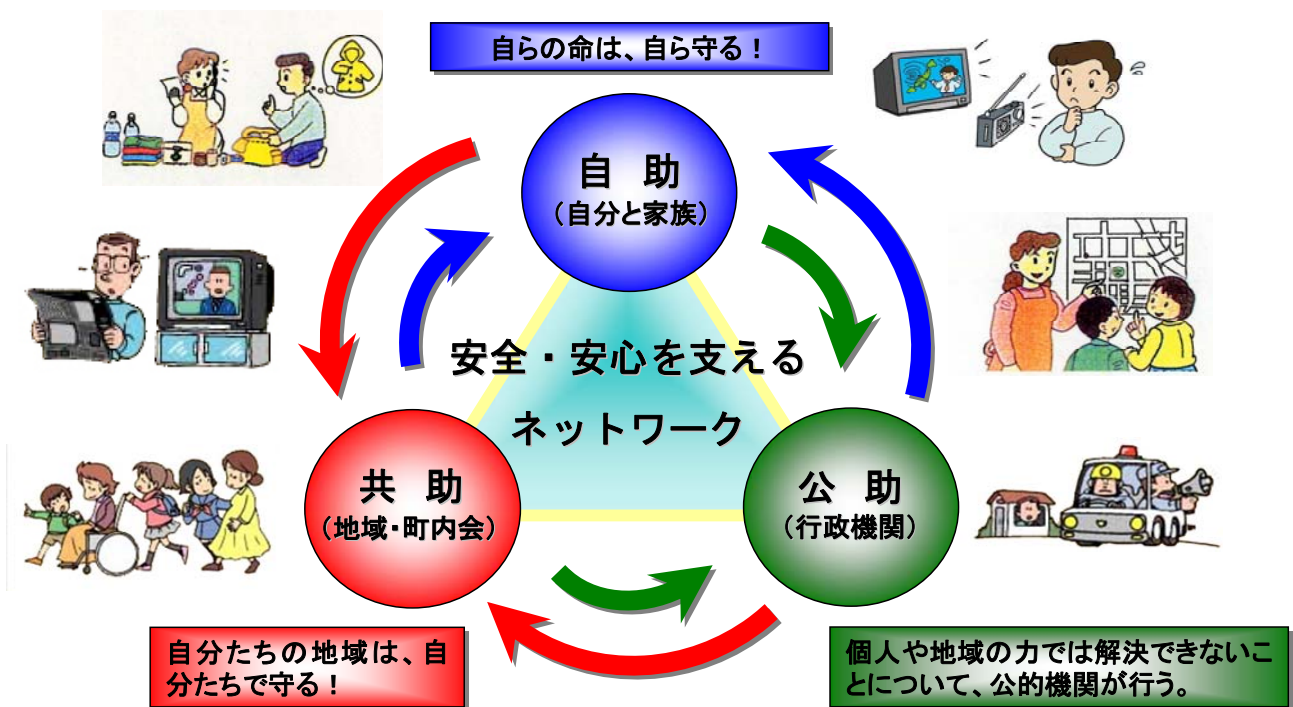 自らの命は、自ら守る！
自 助
（自分と家族）
安全・安心を支える
ネットワーク
共 助
（地域・町内会）
公 助
（行政機関）
自分たちの地域は、自
分たちで守る！
個人や地域の力では解決できないこ
とについて、公的機関が行う。